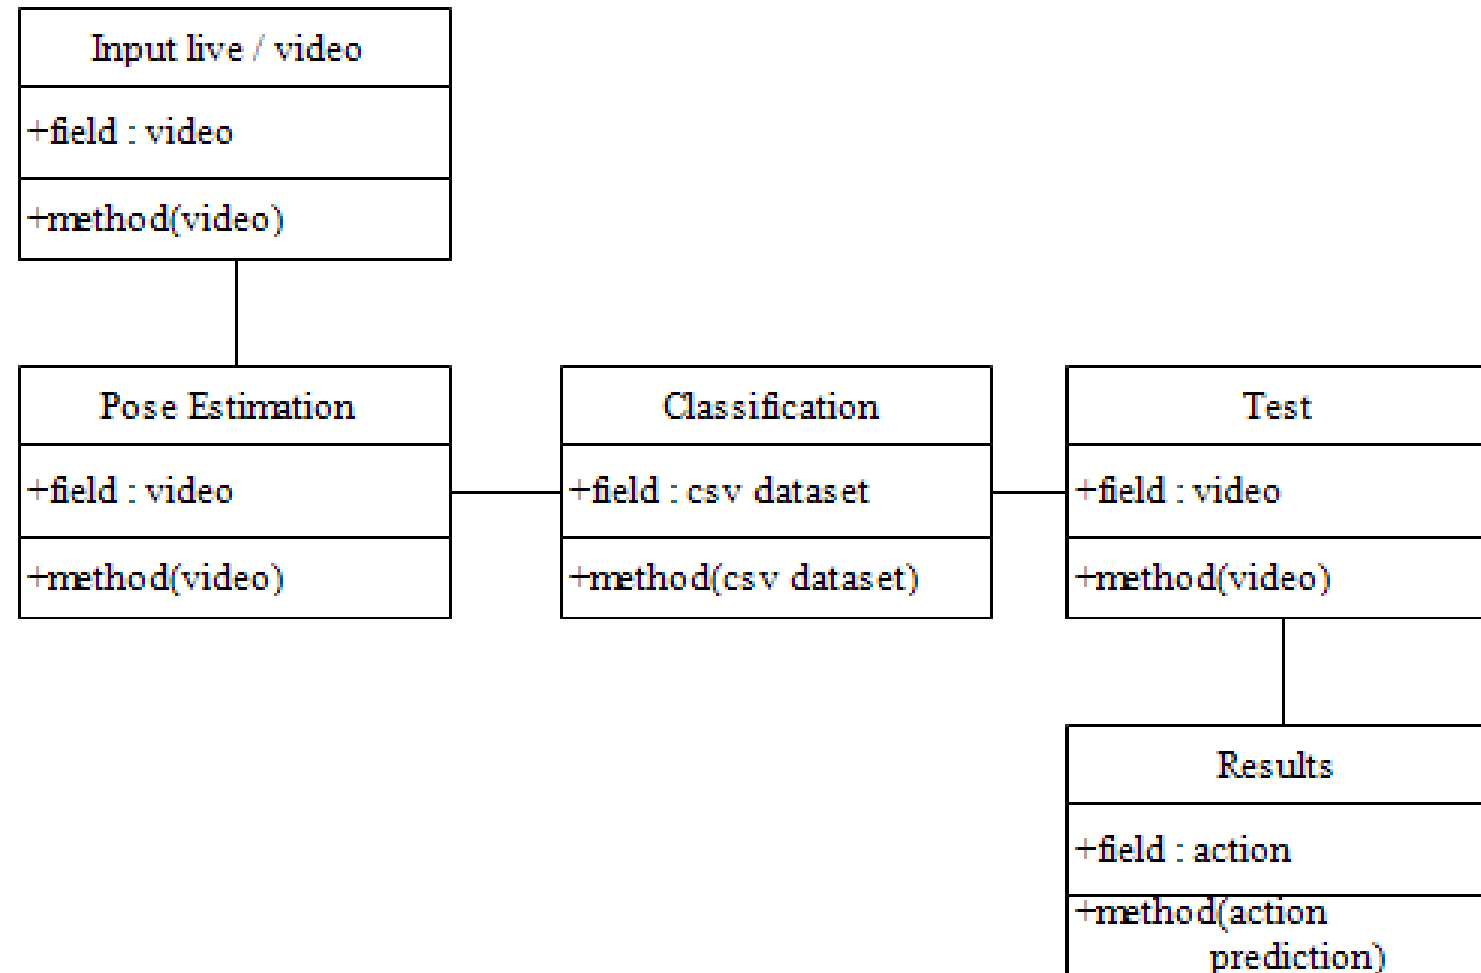 Input live / video
+field : video
+method(video)
Pose Estimation
+field : video
+method(video)
Classification
+field : csv dataset
+method(csv dataset)
Test
+field : video
+method(video)
Results
+field : action
+method(action
prediction)